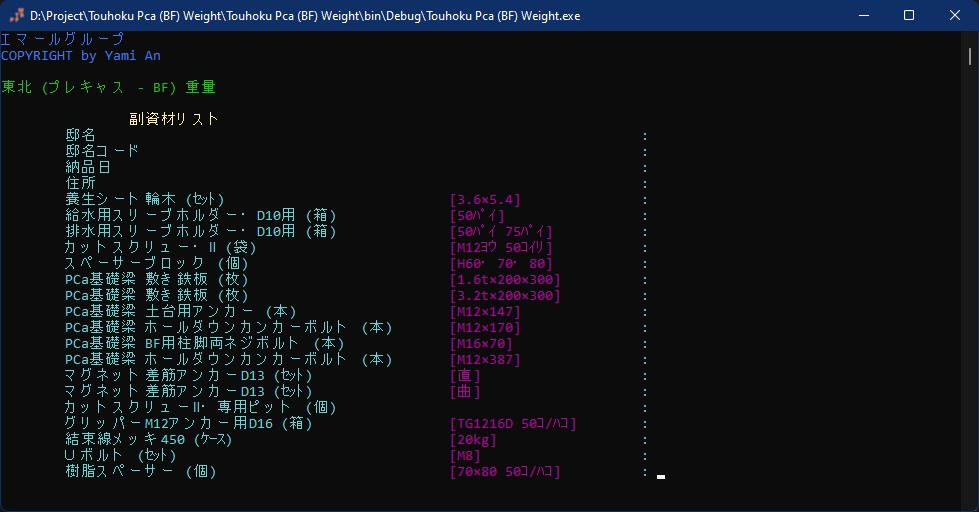 D:\Project\Touhoku Pca (BF) Weight\Touhoku Pca (BF) Weight\bin\Debug\Touhoku Pca (BF) Weight.exe
エマールグループ
COPYRIGHT by Yami An
東北 (プレキャス - BF) 重量
副資材リスト
邸名 :
邸名コード :
納品日 :
住所 :
養生シート輪木 (ｾｯﾄ) [3.6×5.4] :
給水用スリーブホルダー・ D10用 (箱) [50ﾊﾟｲ] :
排水用スリーブホルダー・ D10用 (箱) [50ﾊﾟｲ 75ﾊﾟｲ] :
カットスクリュー・Ⅱ (袋) [M12ﾖｳ 50ｺｲﾘ] :
スペーサーブロック (個) [H60・ 70・ 80] :
PCa基礎梁 敷き鉄板 (枚) [1.6t×200×300] :
PCa基礎梁 敷き鉄板 (枚) [3.2t×200×300] :
PCa基礎梁 土台用アンカー (本) [M12×147] :
PCa基礎梁 ホールダウンカンカーボルト (本) [M12×170] :
PCa基礎梁 BF用柱脚両ネジボルト (本) [M16×70] :
PCa基礎梁 ホールダウンカンカーボルト (本) [M12×387] :
マグネット差筋アンカーD13 (ｾｯﾄ) [直] :
マグネット差筋アンカーD13 (ｾｯﾄ) [曲] :
カットスクリューⅡ・ 専用ピット (個) :
グリッパーM12アンカー用D16 (箱) [TG1216D 50ｺ/ﾊｺ] :
結束線メッキ450 (ｹｰｽ) [20kg] :
Uボルト (ｾｯﾄ) [M8] :
樹脂スペーサー (個) [70×80 50ｺ/ﾊｺ] :